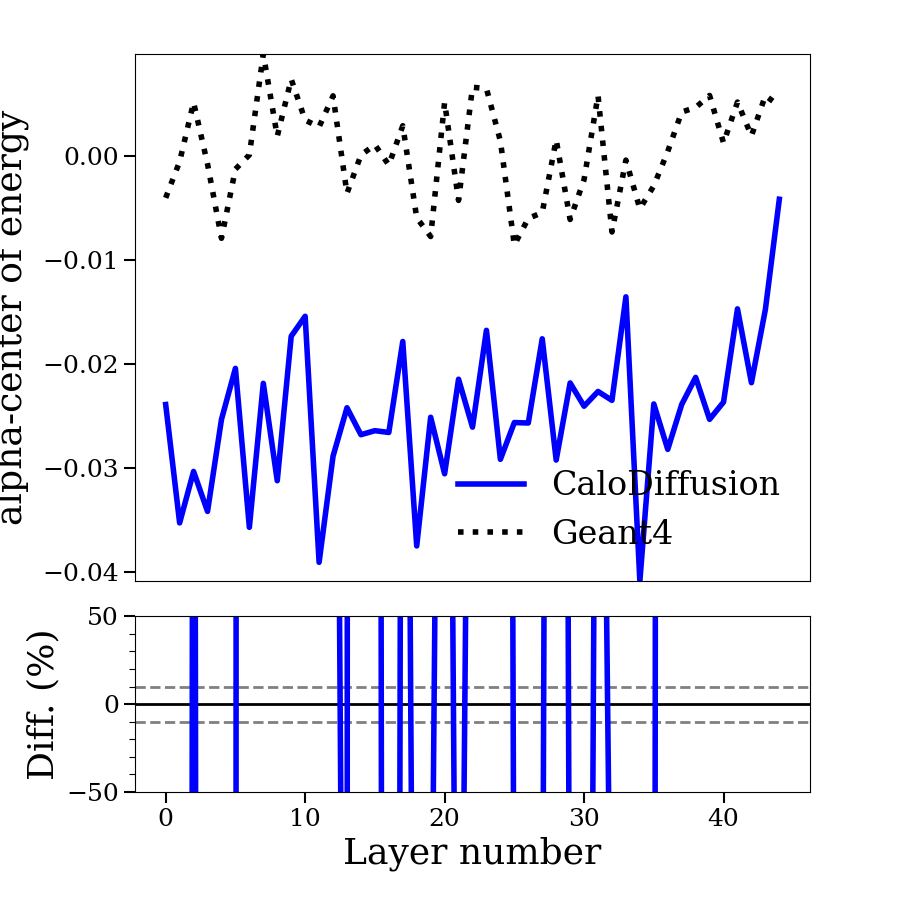 alpha-center of energy
0.00
−0.01
−0.02
−0.03
−0.04
CaloDiffusion
Geant4
Diff. (%)
50
0
−50
0 10 20 30 40
Layer number